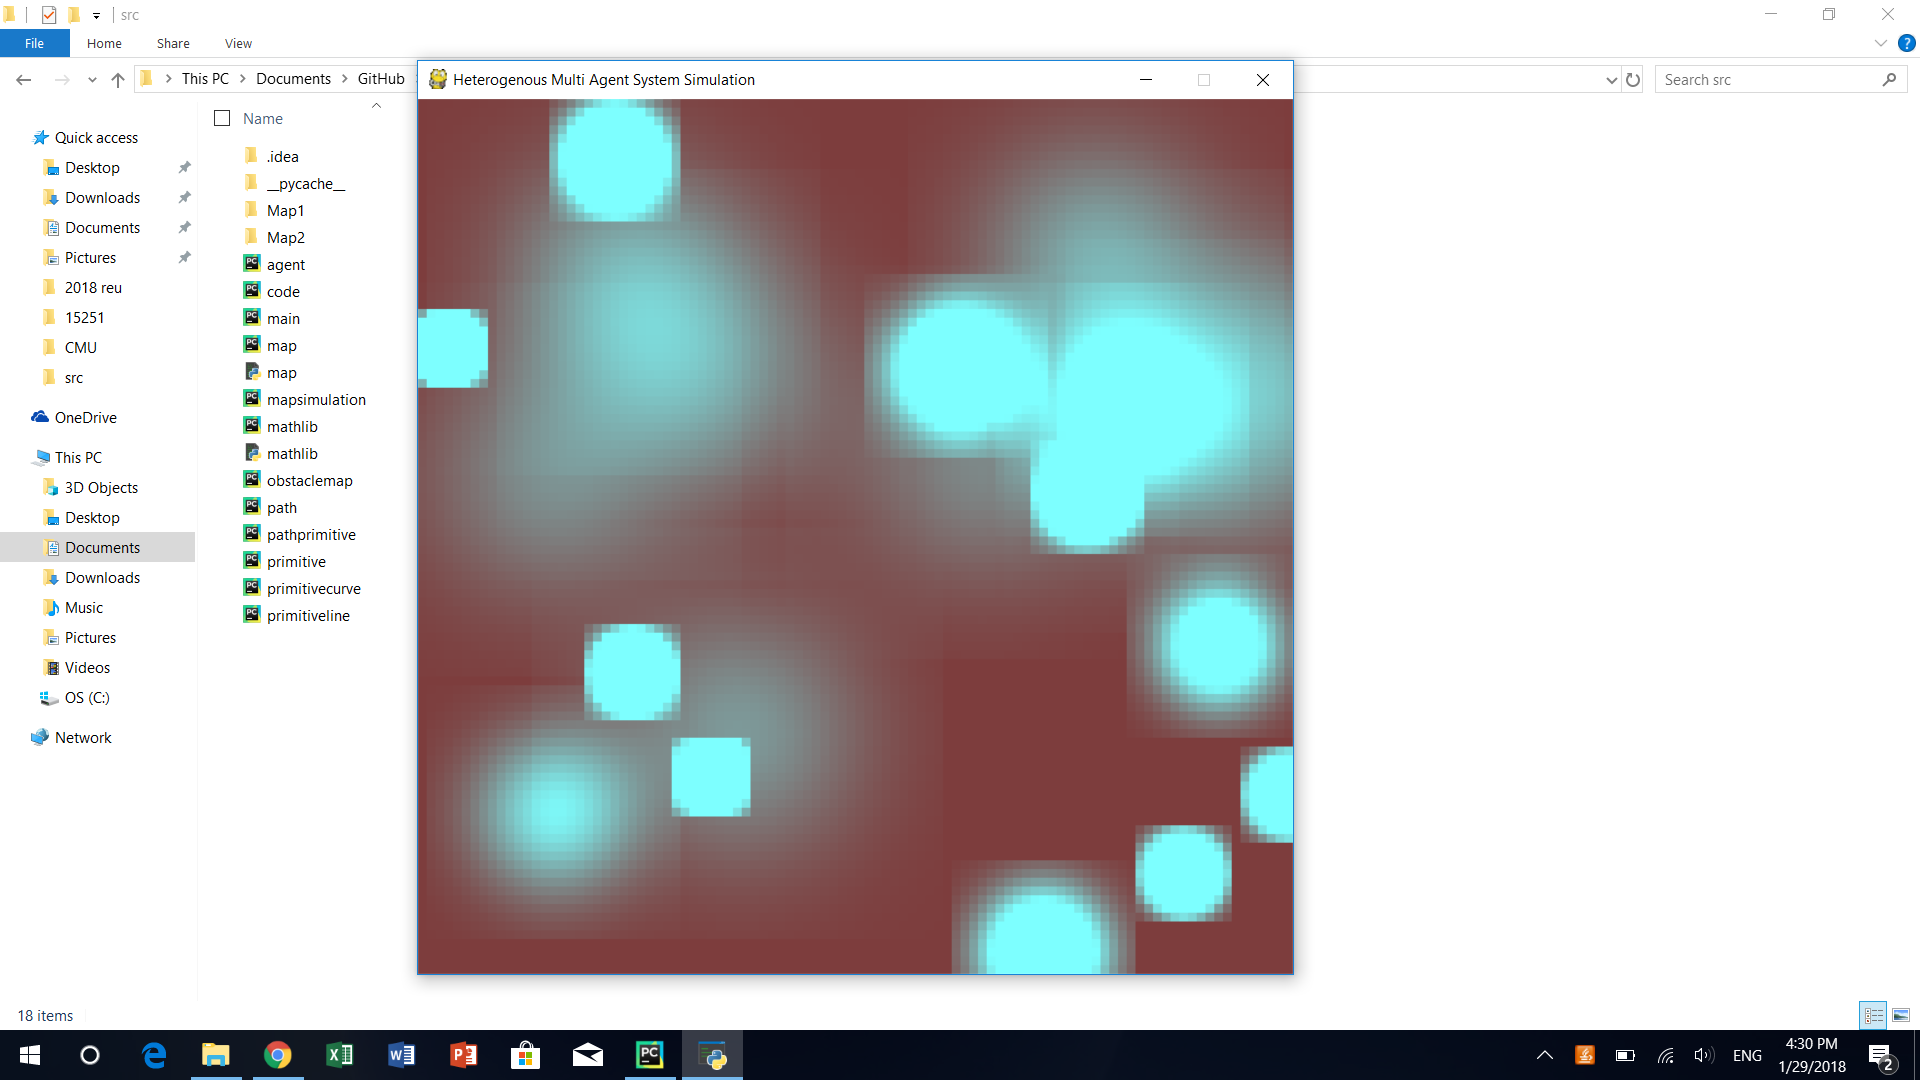 src
File Home Share View
This PC Documents GitHub
Search src
Heterogenous Multi Agent System Simulation
Quick access
Desktop
Downloads
Documents
Pictures
2018 reu
15251
CMU
src
OneDrive
This PC
3D Objects
Desktop
Documents
Downloads
Music
Pictures
Videos
OS (C:)
Network
Name
.idea
__pycache__
Map1
Map2
agent
code
main
map
map
mapsimulation
mathlib
mathlib
obstaclemap
path
pathprimitive
primitive
primitivecurve
primitiveline
18 items
ENG
4:30 PM
1/29/2018
2